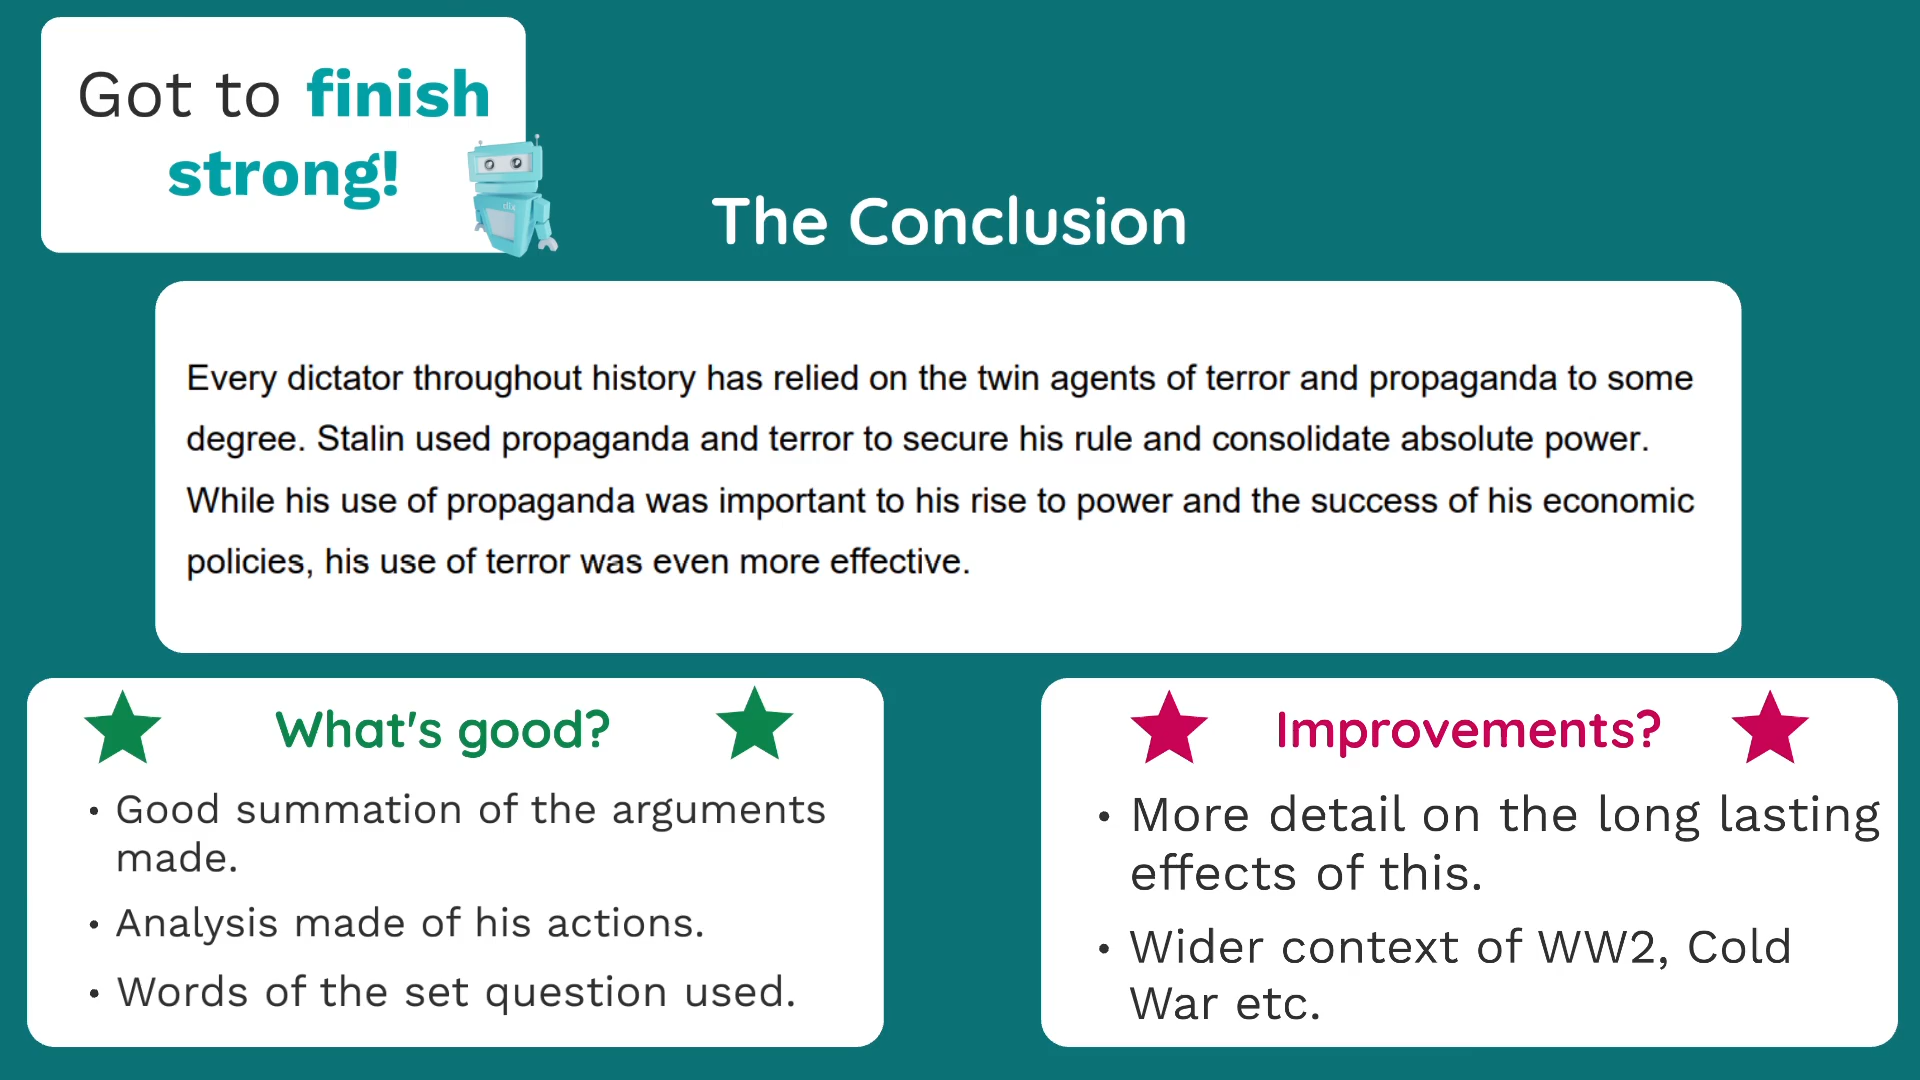 Got to finish
strong!
The Conclusion
Every dictator throughout history has relied on the twin agents of terror and propaganda to some
degree. Stalin used propaganda and terror to secure his rule and consolidate absolute power.
While his use of propaganda was important to his rise to power and the success of his economic
policies, his use of terror was even more effective.
What's good?
• Good summation of the arguments
made.
• Analysis made of his actions.
• Words of the set question used.
Improvements?
• More detail on the long lasting
effects of this.
• Wider context of WW2, Cold
War etc.